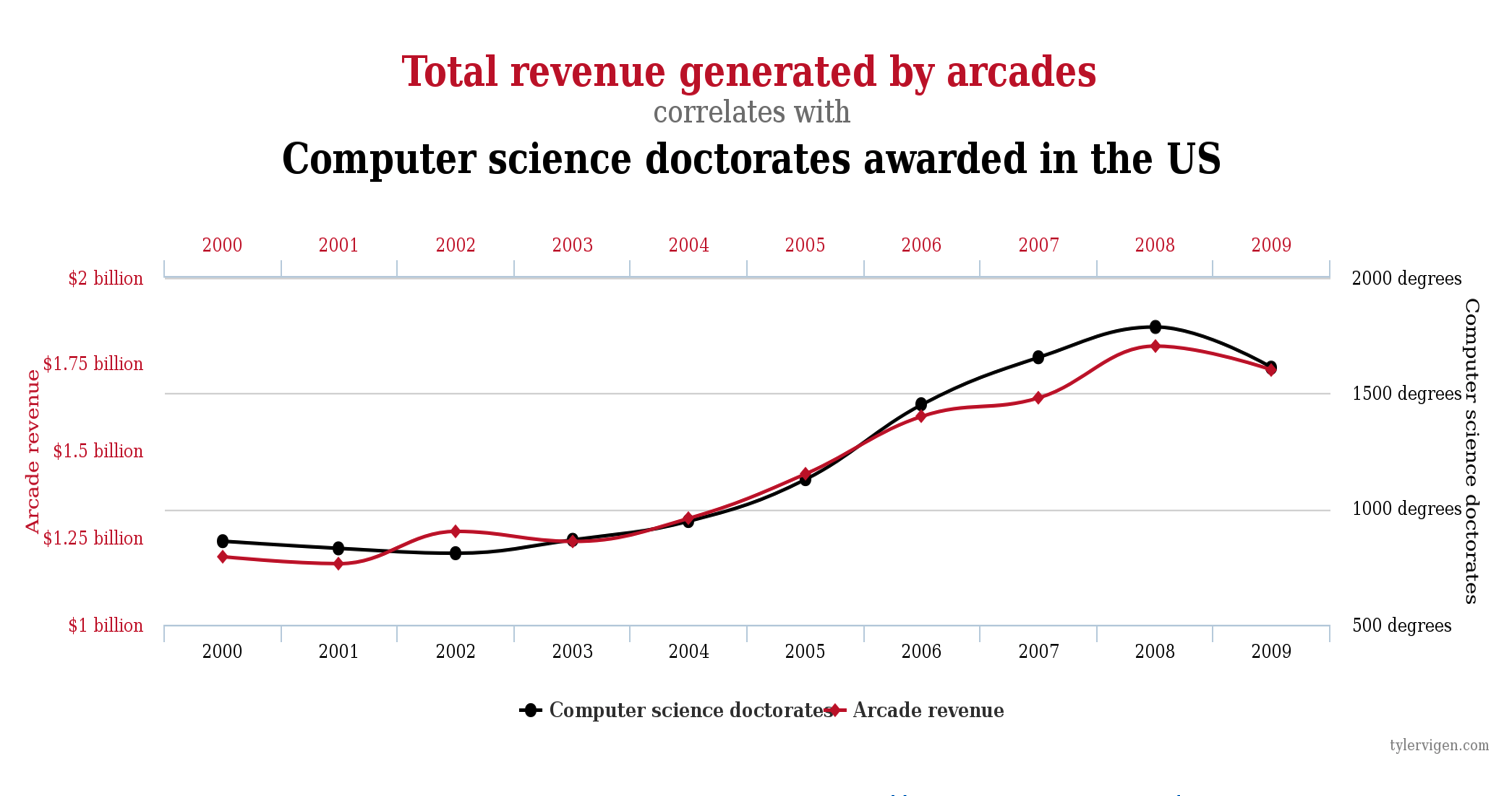 Total revenue generated by arcades
correlates with
Computer science doctorates awarded in the US
2000 2001 2002 2003 2004 2005 2006 2007 2008 2009
$2 billion 2000 degrees
$1.75 billion
1500 degrees
$1.5 billion
1000 degrees
$1.25 billion
$1 billion 500 degrees
Arcade revenue
Computer science doctorates
2000 2001 2002 2003 2004 2005 2006 2007 2008 2009
Computer science doctorates Arcade revenue
tylervigen.com